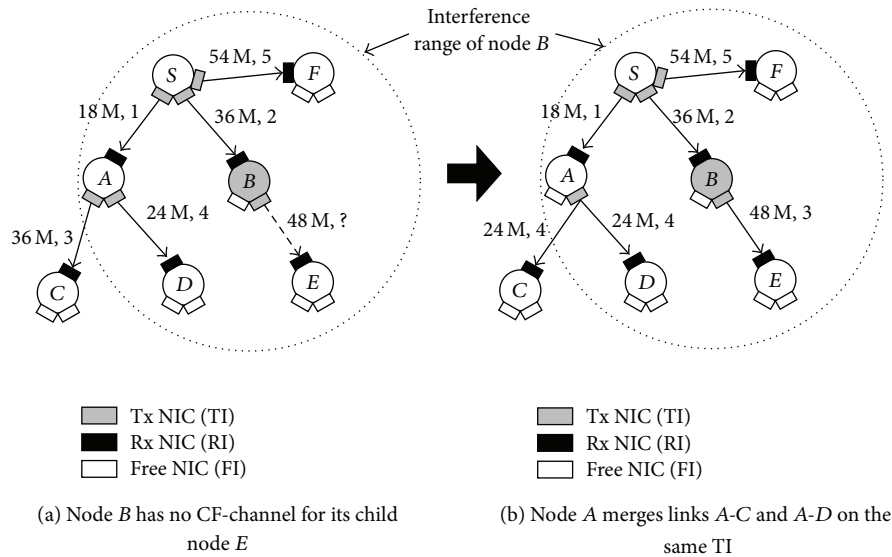 Interference
range of node B
S
54 M, 5
F
18 M, 1
36 M, 2
A
B
24 M, 4
48 M, ?
36 M, 3
C
D
E
S
54 M, 5
F
18 M, 1
36 M, 2
A
B
24 M, 4
24 M, 4
48 M, 3
C
D
E
Tx NIC (TI)
Rx NIC (RI)
Free NIC (FI)
Tx NIC (TI)
Rx NIC (RI)
Free NIC (FI)
(a) Node B has no CF-channel for its child
node E
(b) Node A merges links A-C and A-D on the
same TI